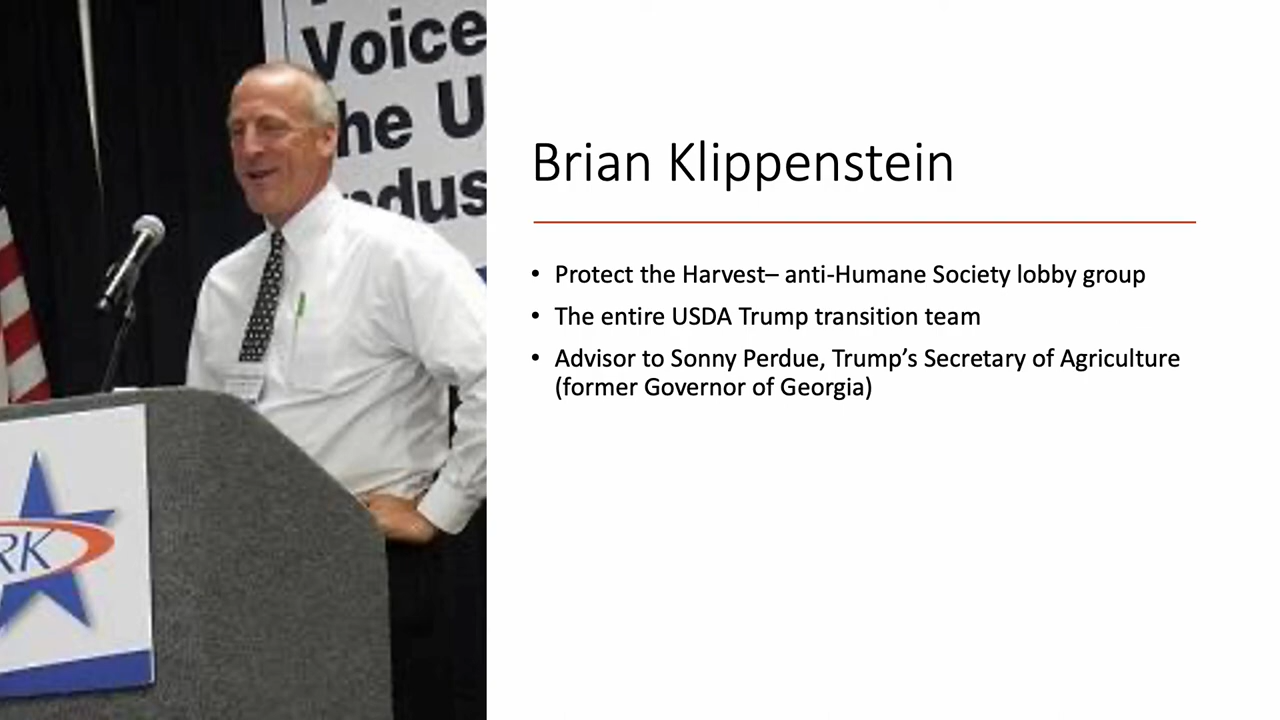 Voice
he U
ndus
RK
Brian Klippenstein
• Protect the Harvest– anti-Humane Society lobby group
• The entire USDA Trump transition team
• Advisor to Sonny Perdue, Trump’s Secretary of Agriculture
(former Governor of Georgia)